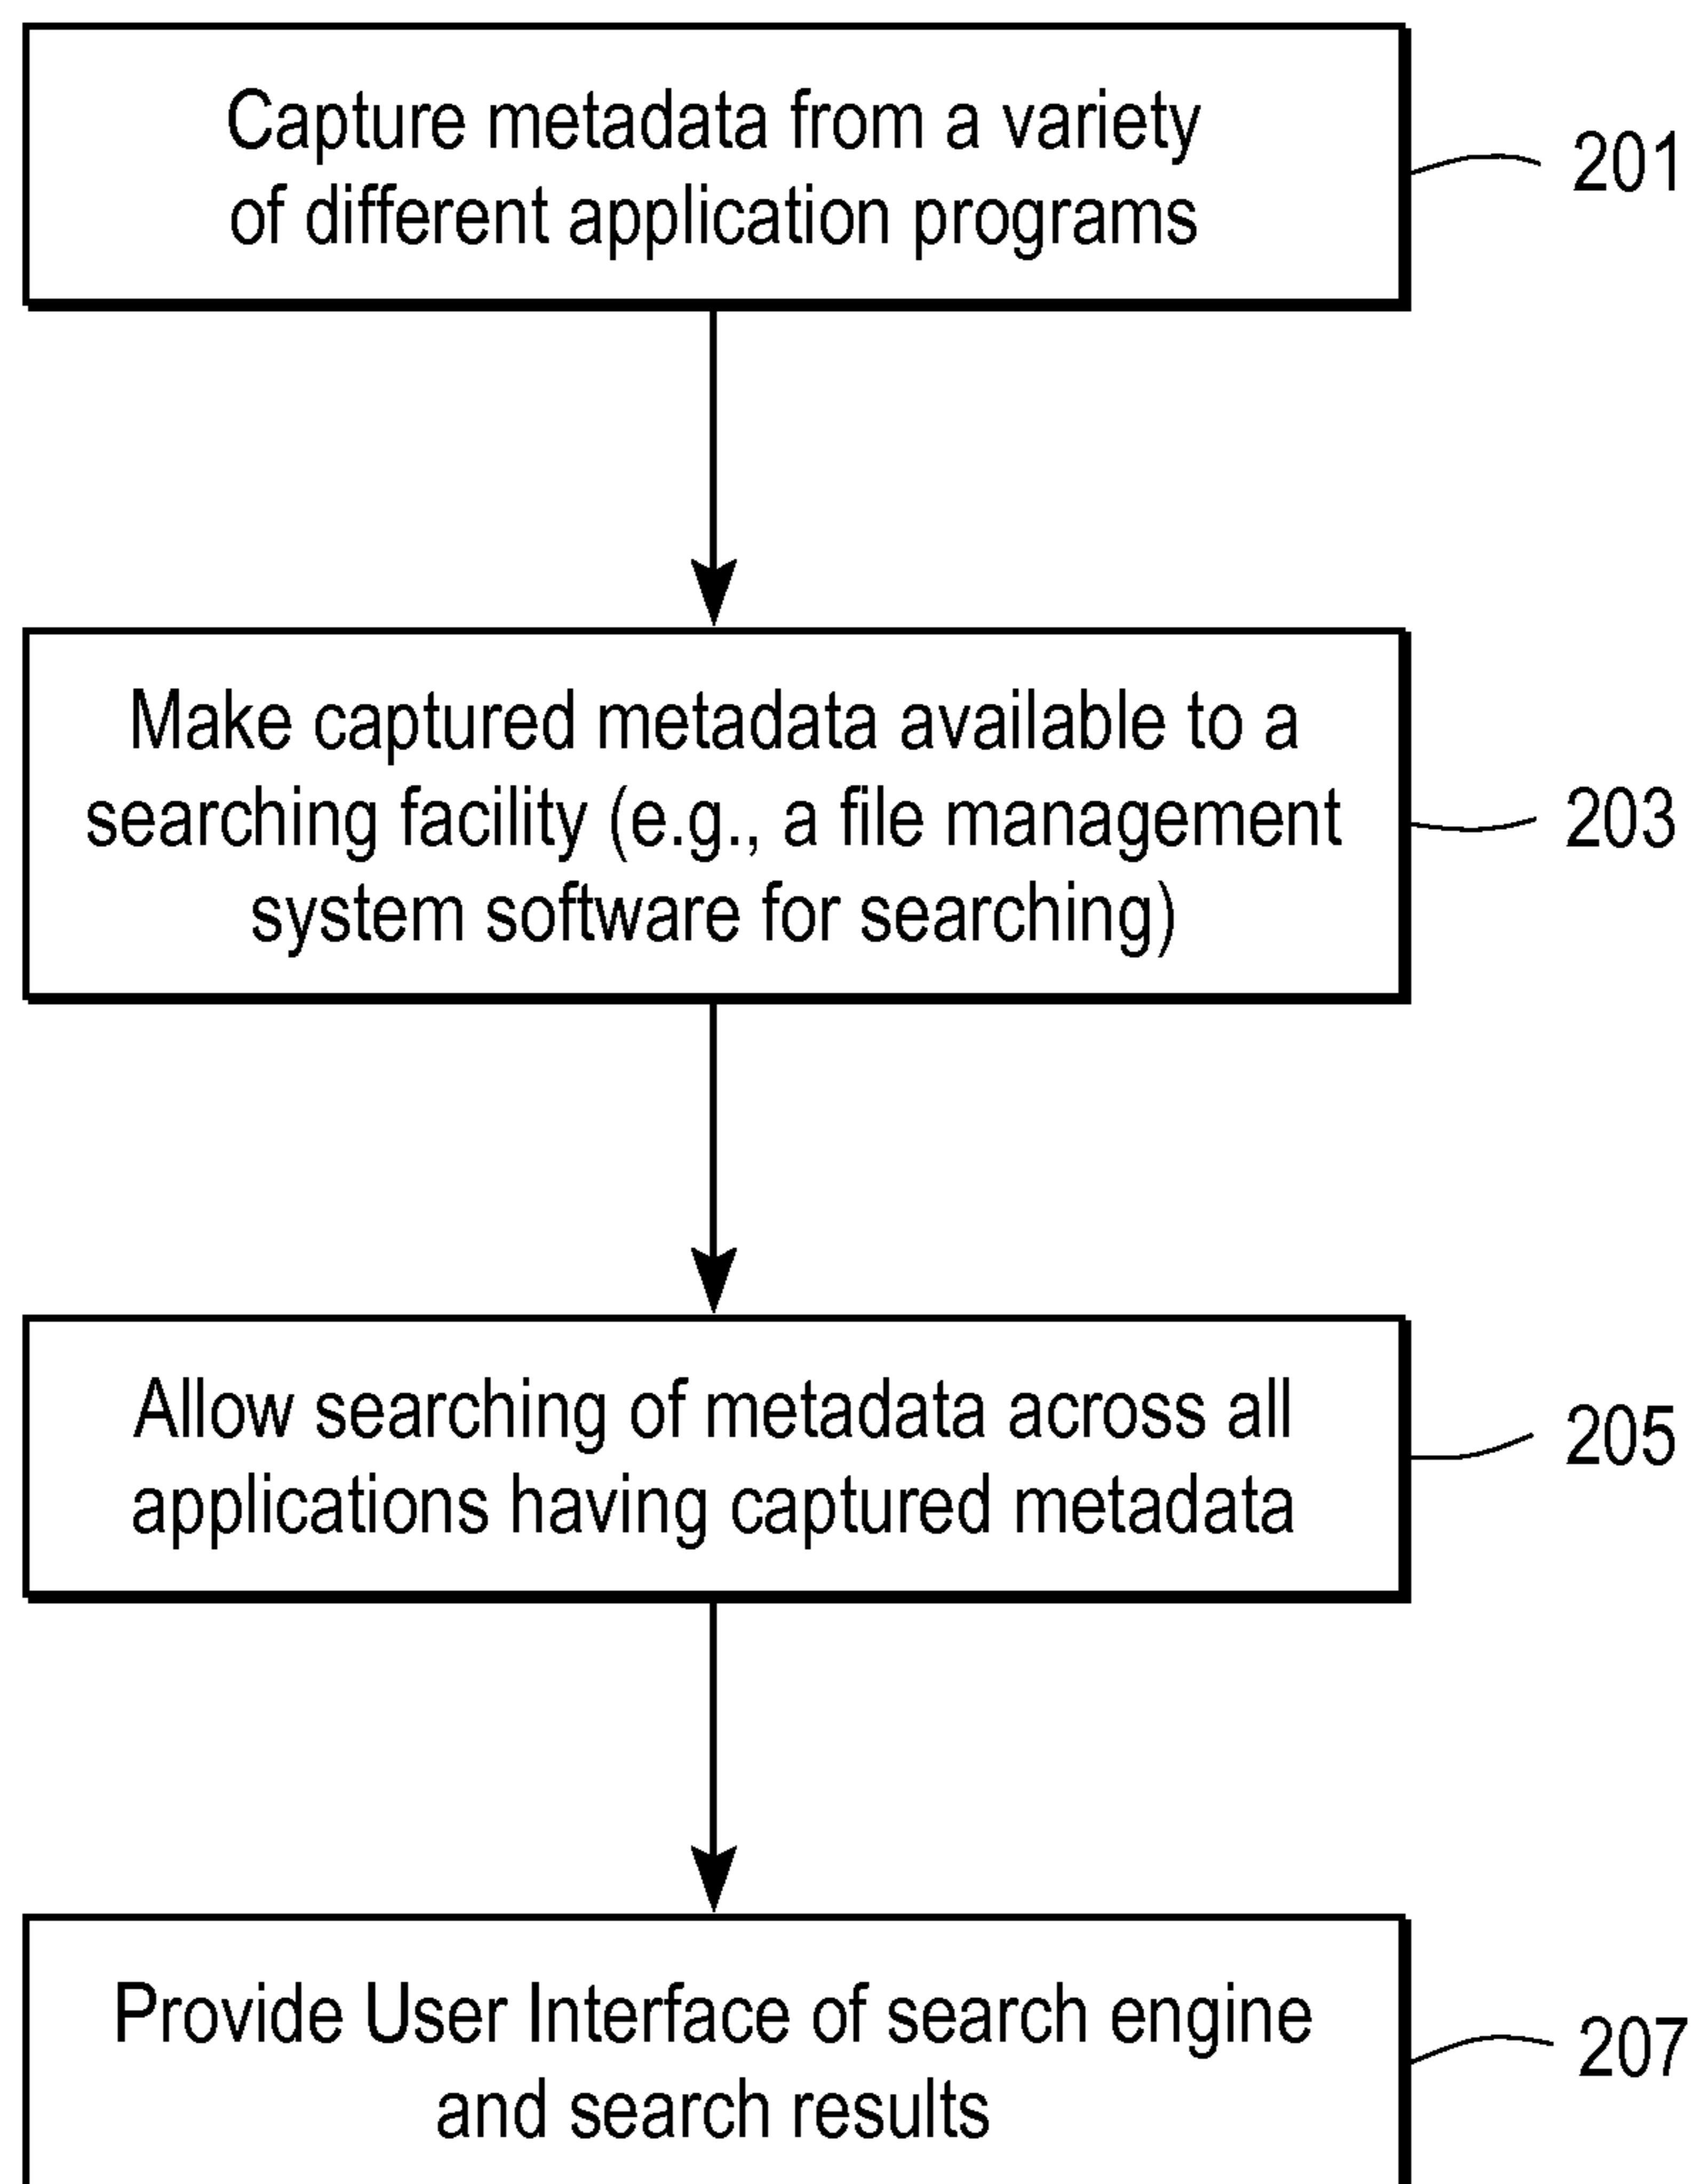 Capture metadata from a variety
of different application programs
201
Make captured metadata available to a
searching facility (e.g., a file management
system software for searching)
203
Allow searching of metadata across all
applications having captured metadata
205
Provide User Interface of search engine
and search results
207